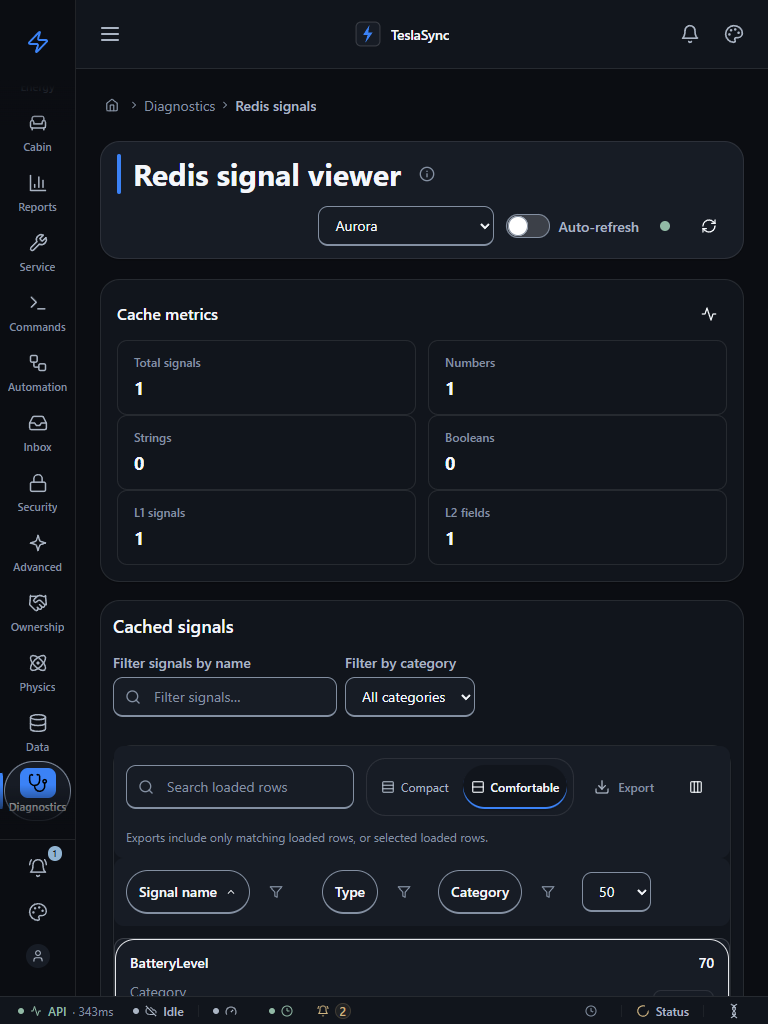 TeslaSync
Diagnostics
Redis signals
Redis signal viewer
Aurora
Auto-refresh
Energy
Cabin
Reports
Service
Commands
Automation
Inbox
Security
Advanced
Ownership
Physics
Data
Diagnostics
1
Cache metrics
Total signals
1
Numbers
1
Strings
0
Booleans
0
L1 signals
1
L2 fields
1
Cached signals
Filter signals by name
Filter by category
Filter signals...
All categories
Search loaded rows
Compact
Comfortable
Export
Exports include only matching loaded rows, or selected loaded rows.
Signal name
Type
Category
50
BatteryLevel
70
Category
API · 343ms
Idle
2
Status